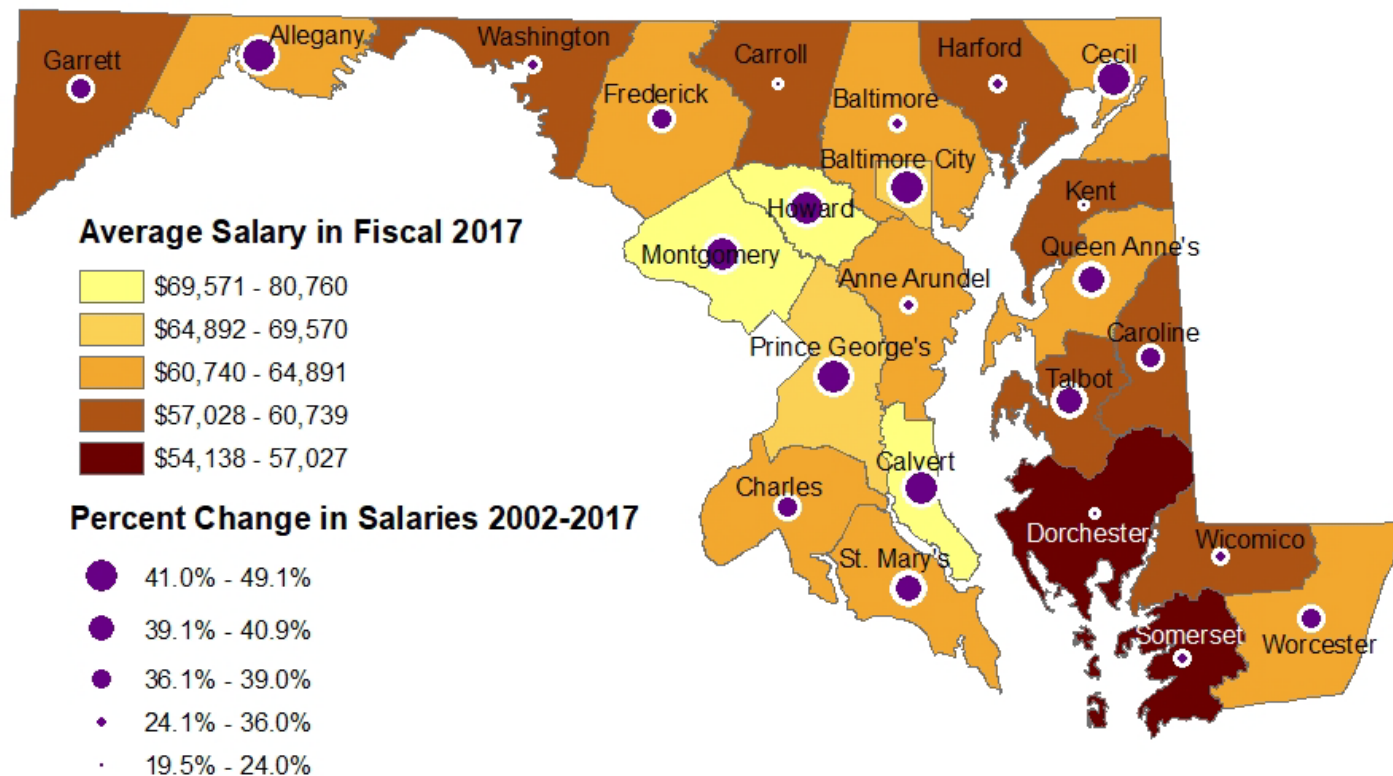 Garrett
Allegany
Washington
Frederick
Carroll
Baltimore
Harford
Cecil
Baltimore City
Howard
Montgomery
Kent
Queen Anne's
Anne Arundel
Caroline
Prince George's
Talbot
Calvert
Charles
St. Mary's
Dorchester
Wicomico
Somerset
Worcester
Average Salary in Fiscal 2017
$69,571 - 80,760
$64,892 - 69,570
$60,740 - 64,891
$57,028 - 60,739
$54,138 - 57,027
Percent Change in Salaries 2002-2017
41.0% - 49.1%
39.1% - 40.9%
36.1% - 39.0%
24.1% - 36.0%
19.5% - 24.0%